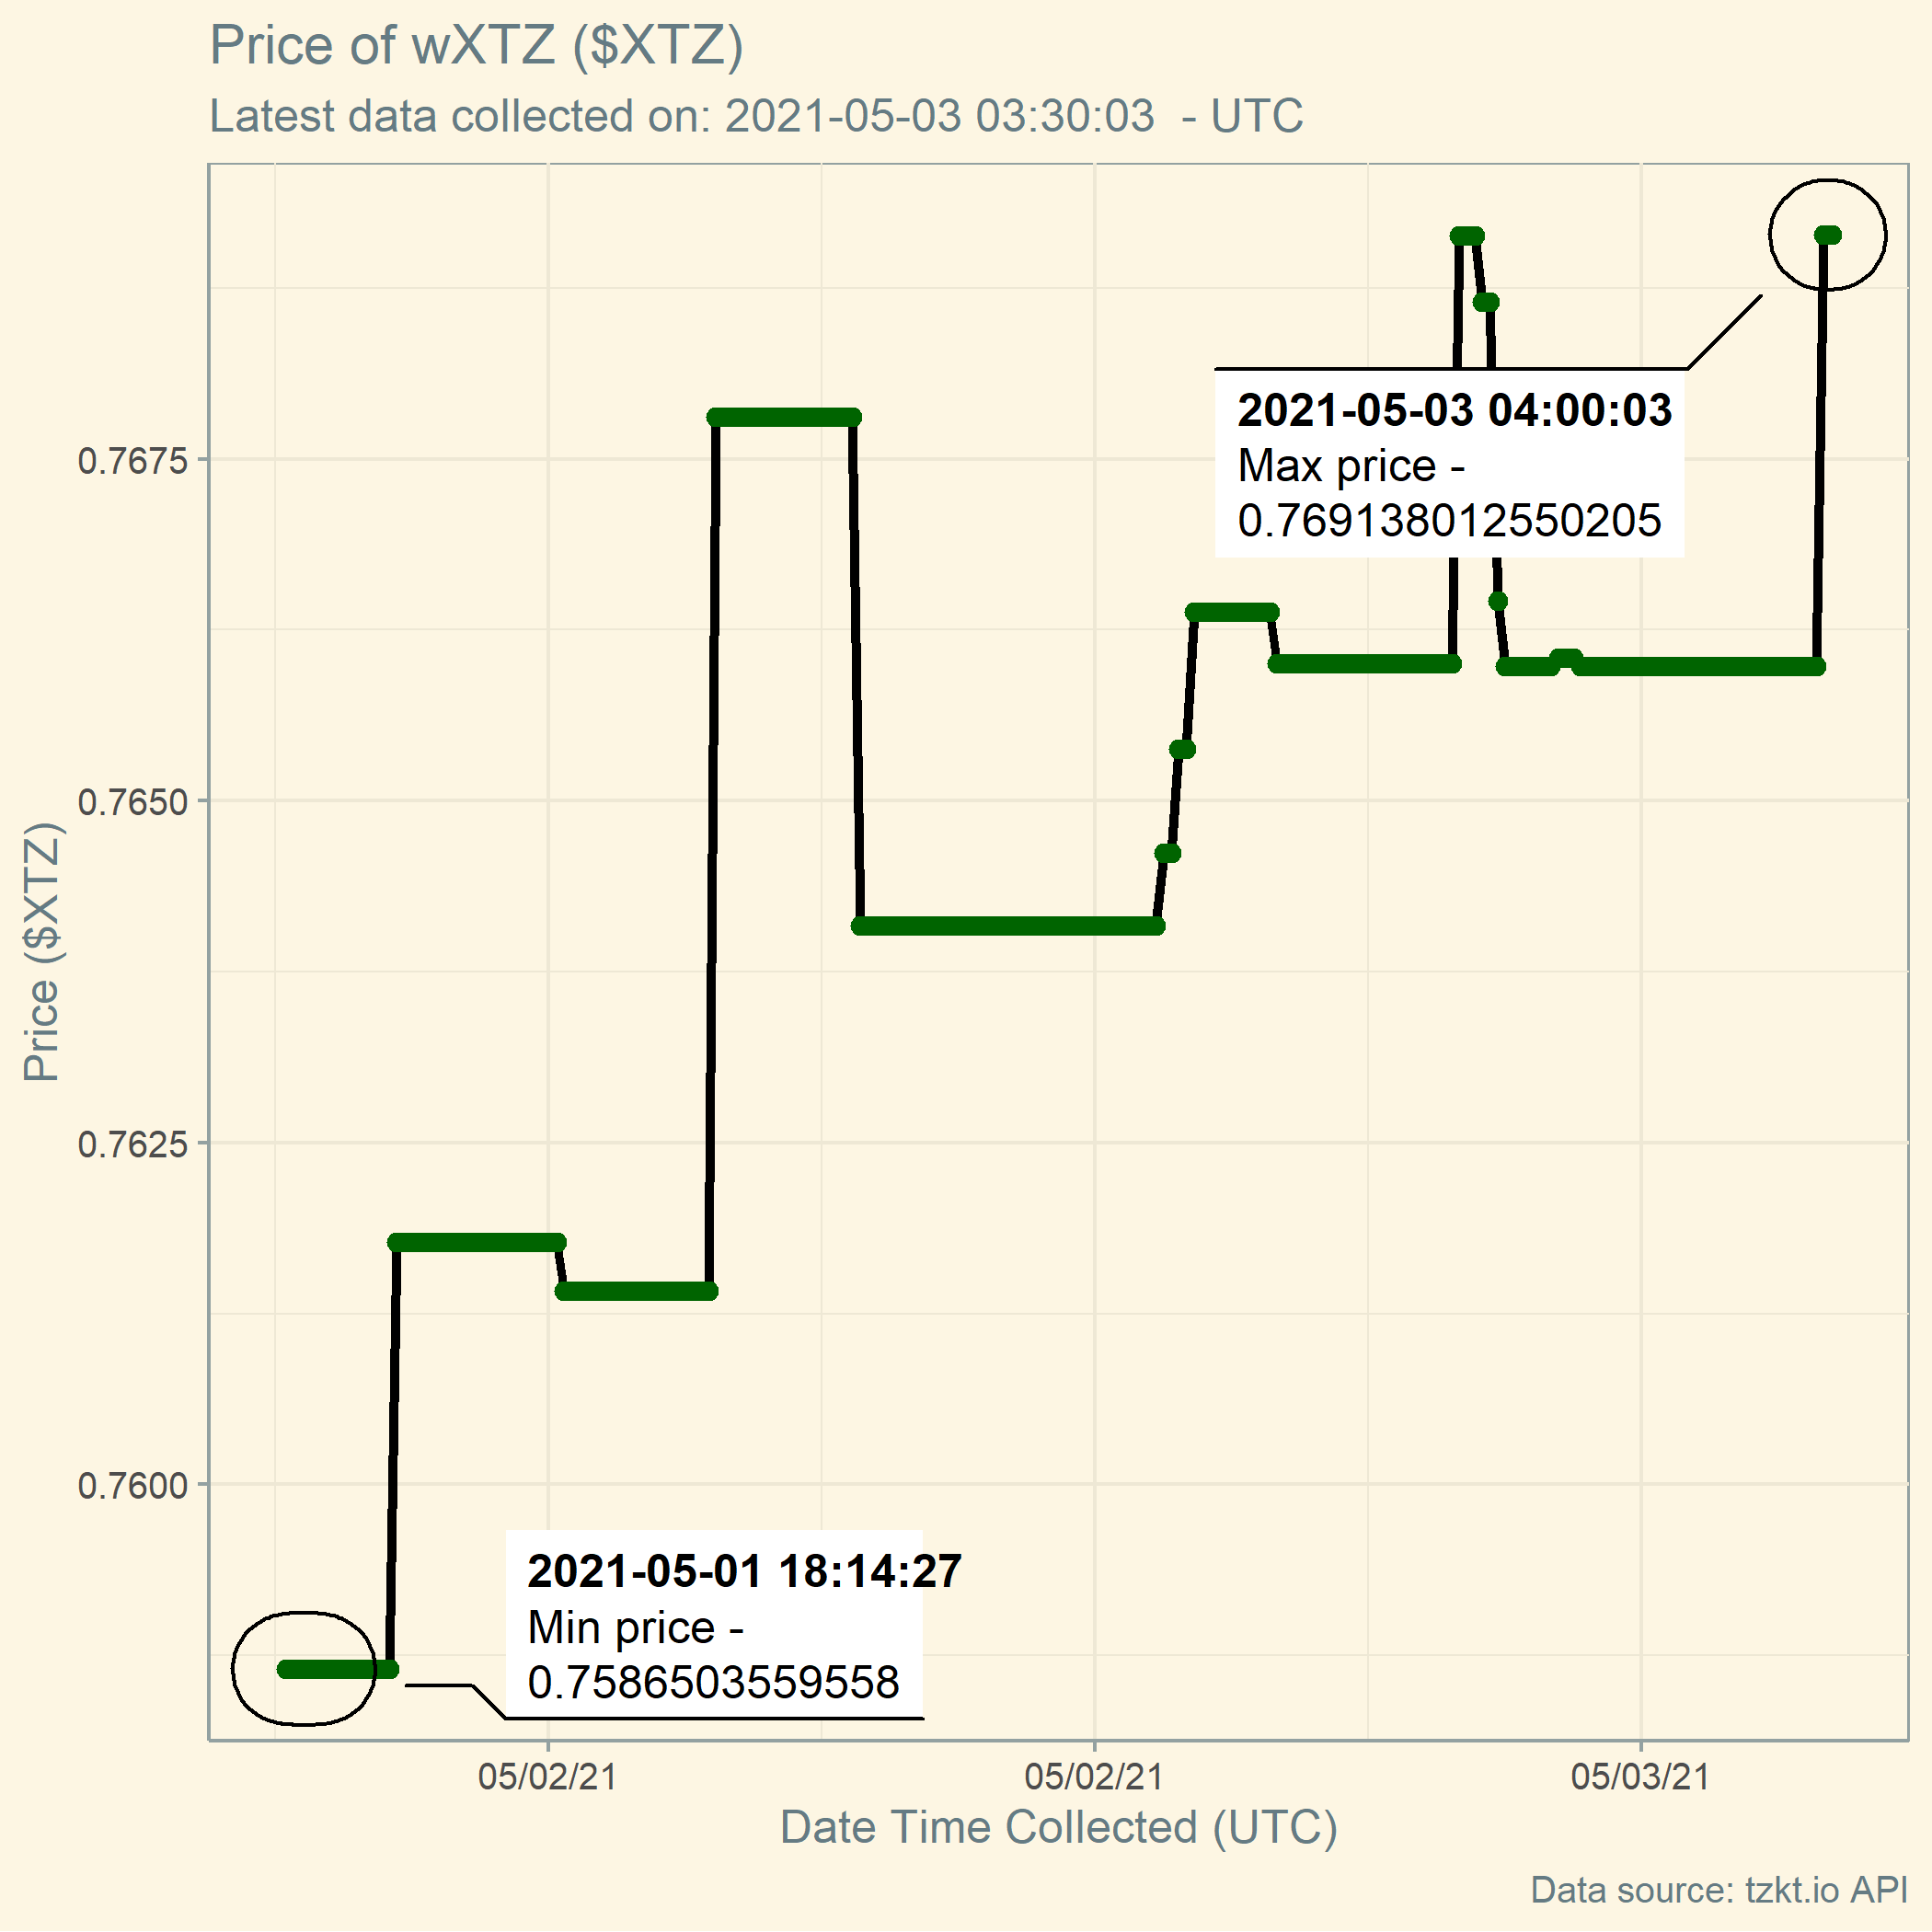 Price of wXTZ ($XTZ)
Latest data collected on: 2021-05-03 03:30:03  - UTC
Price ($XTZ)
0.7675
0.7650
0.7625
0.7600
2021-05-03 04:00:03
Max price -
0.769138012550205
2021-05-01 18:14:27
Min price -
0.7586503559558
05/02/21
05/02/21
05/03/21
Date Time Collected (UTC)
Data source: tzkt.io API